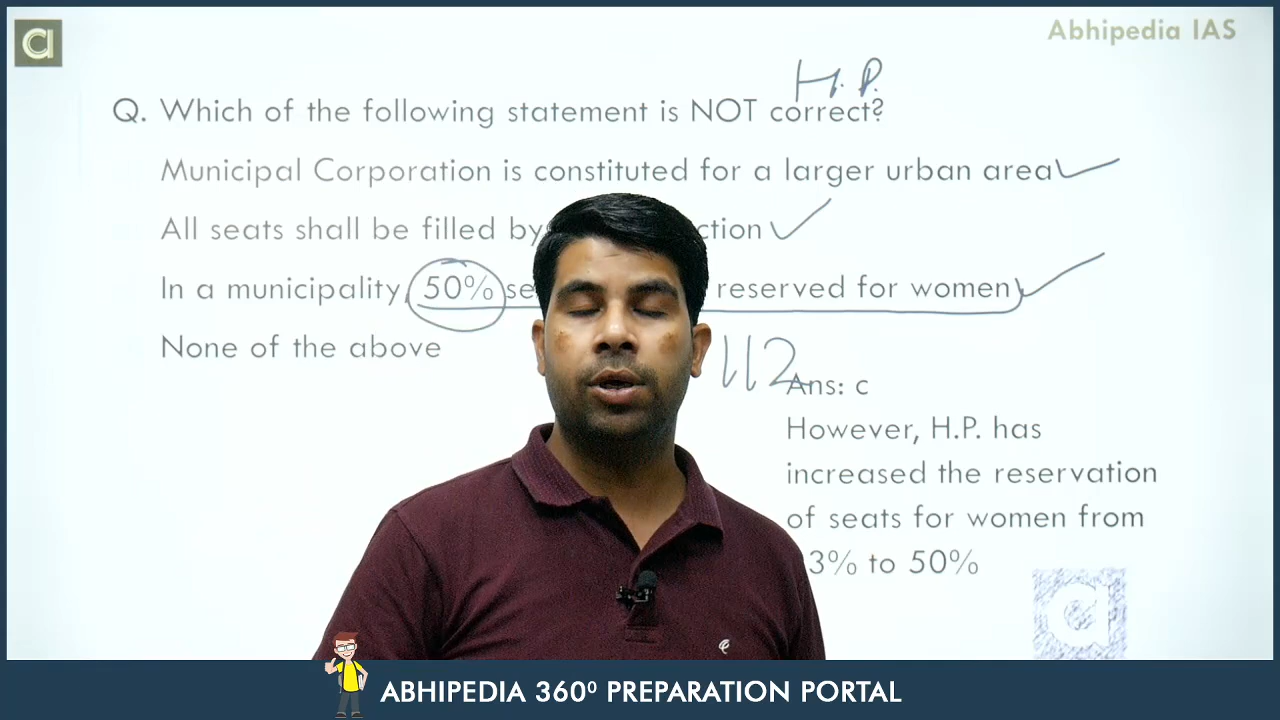 Abhipedia IAS
H.P.
Q. Which of the following statement is NOT correct?
Municipal Corporation is constituted for a larger urban area
All seats shall be filled by ction
In a municipality, 50% se reserved for women
None of the above
112
Ans: c
However, H.P. has
increased the reservation
of seats for women from
3% to 50%
ABHIPEDIA 360⁰ PREPARATION PORTAL